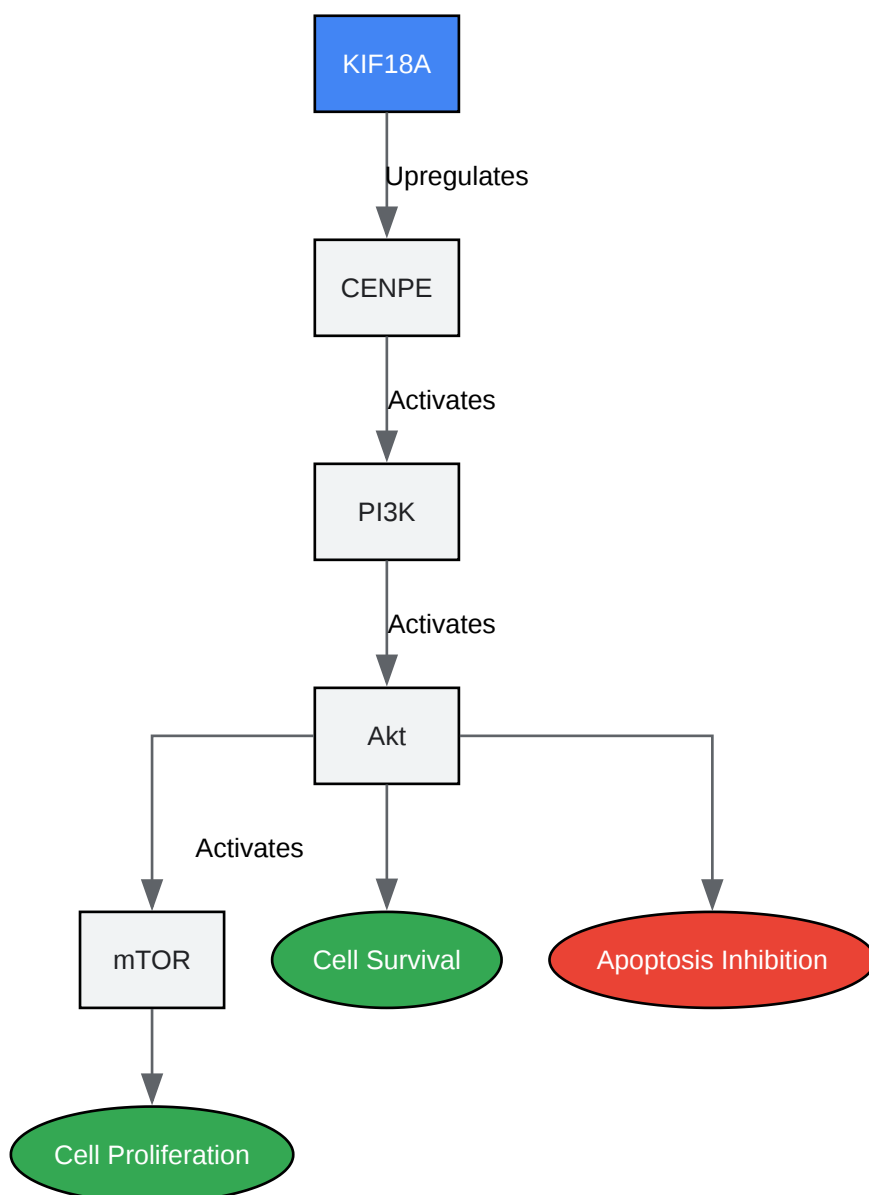 KIF18A
Upregulates
CENPE
Activates
PI3K
Activates
Akt
Activates
mTOR
Cell Survival
Apoptosis Inhibition
Cell Proliferation